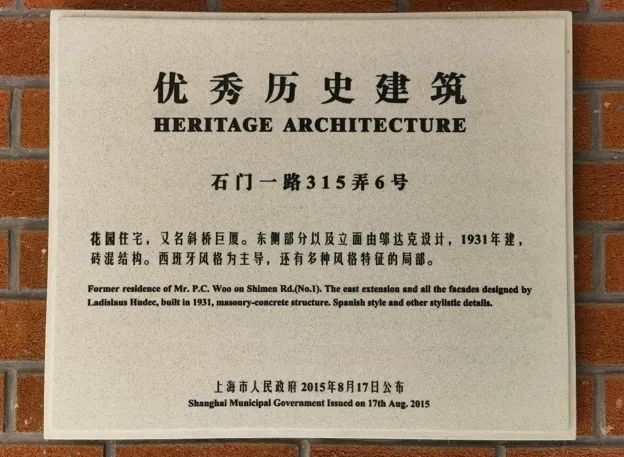 优秀历史建筑
HERITAGE ARCHITECTURE
石门一路315弄6号
花园住宅，又名斜桥巨厦。东侧部分以及立面由邬达克设计，1931年建，
砖混结构。西班牙风格为主导，还有多种风格特征的局部。
Former residence of Mr. P.C. Woo on Shimen Rd.(No.1). The east extension and all the facades designed by
Ladislaus Hudec, built in 1931, masonry-concrete structure. Spanish style and other stylistic details.
上海市人民政府 2015年8月17日公布
Shanghai Municipal Government Issued on 17th Aug. 2015